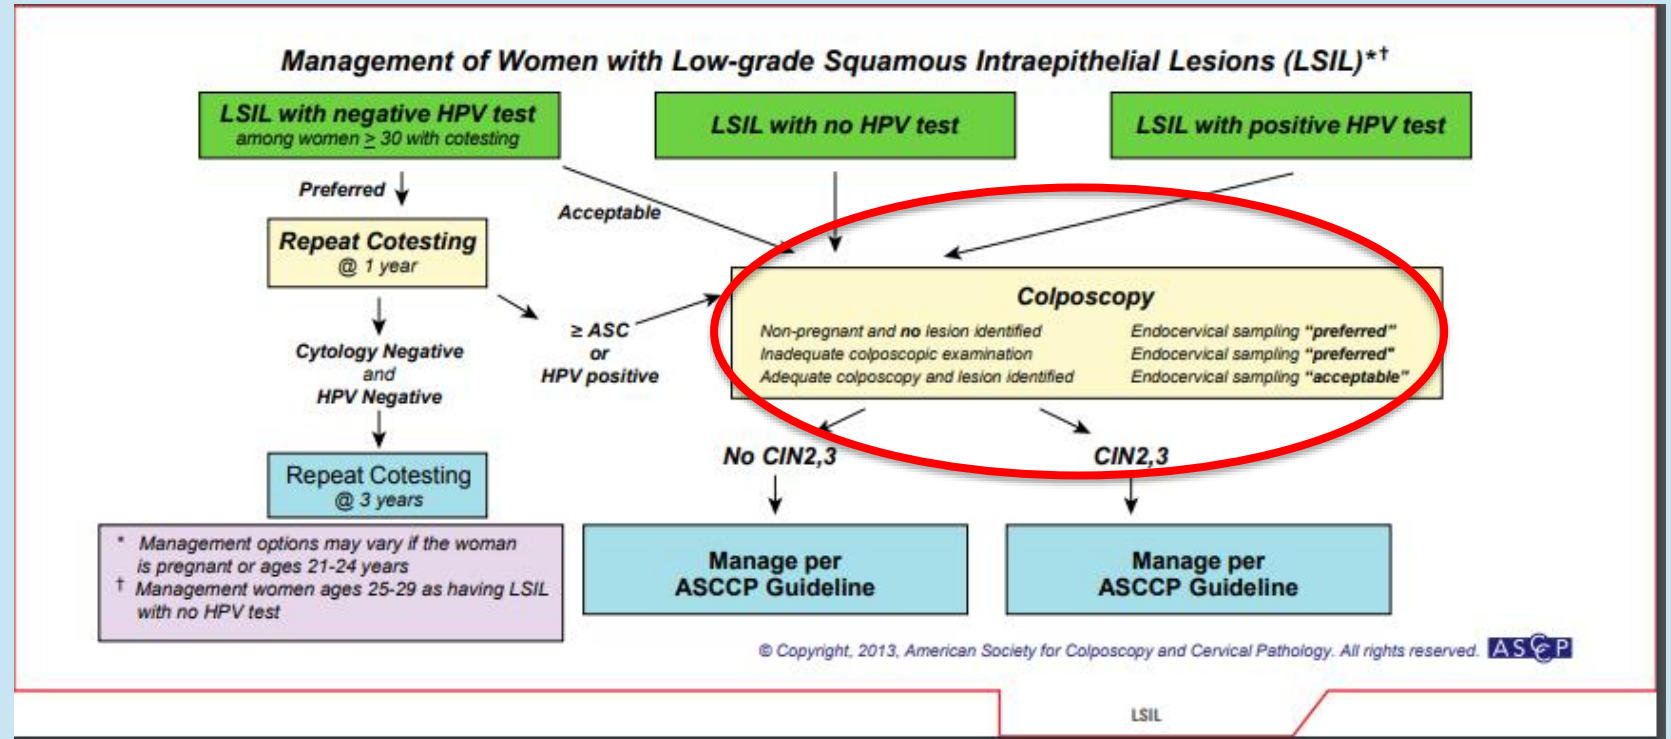 Management of Women with Low-grade Squamous Intraepithelial Lesions (LSIL)*†
LSIL with negative HPV test
among women ≥ 30 with cotesting
LSIL with no HPV test
LSIL with positive HPV test
Preferred
Acceptable
Repeat Cotesting
@ 1 year
≥ ASC
or
HPV positive
Cytology Negative
and
HPV Negative
Repeat Cotesting
@ 3 years
Colposcopy
Non-pregnant and no lesion identified Endocervical sampling “preferred”
Inadequate colposcopic examination Endocervical sampling “preferred”
Adequate colposcopy and lesion identified Endocervical sampling “acceptable”
No CIN2,3
CIN2,3
Manage per
ASCCP Guideline
Manage per
ASCCP Guideline
* Management options may vary if the woman
is pregnant or ages 21-24 years
† Management women ages 25-29 as having LSIL
with no HPV test
© Copyright, 2013, American Society for Colposcopy and Cervical Pathology. All rights reserved. ASCCP
LSIL